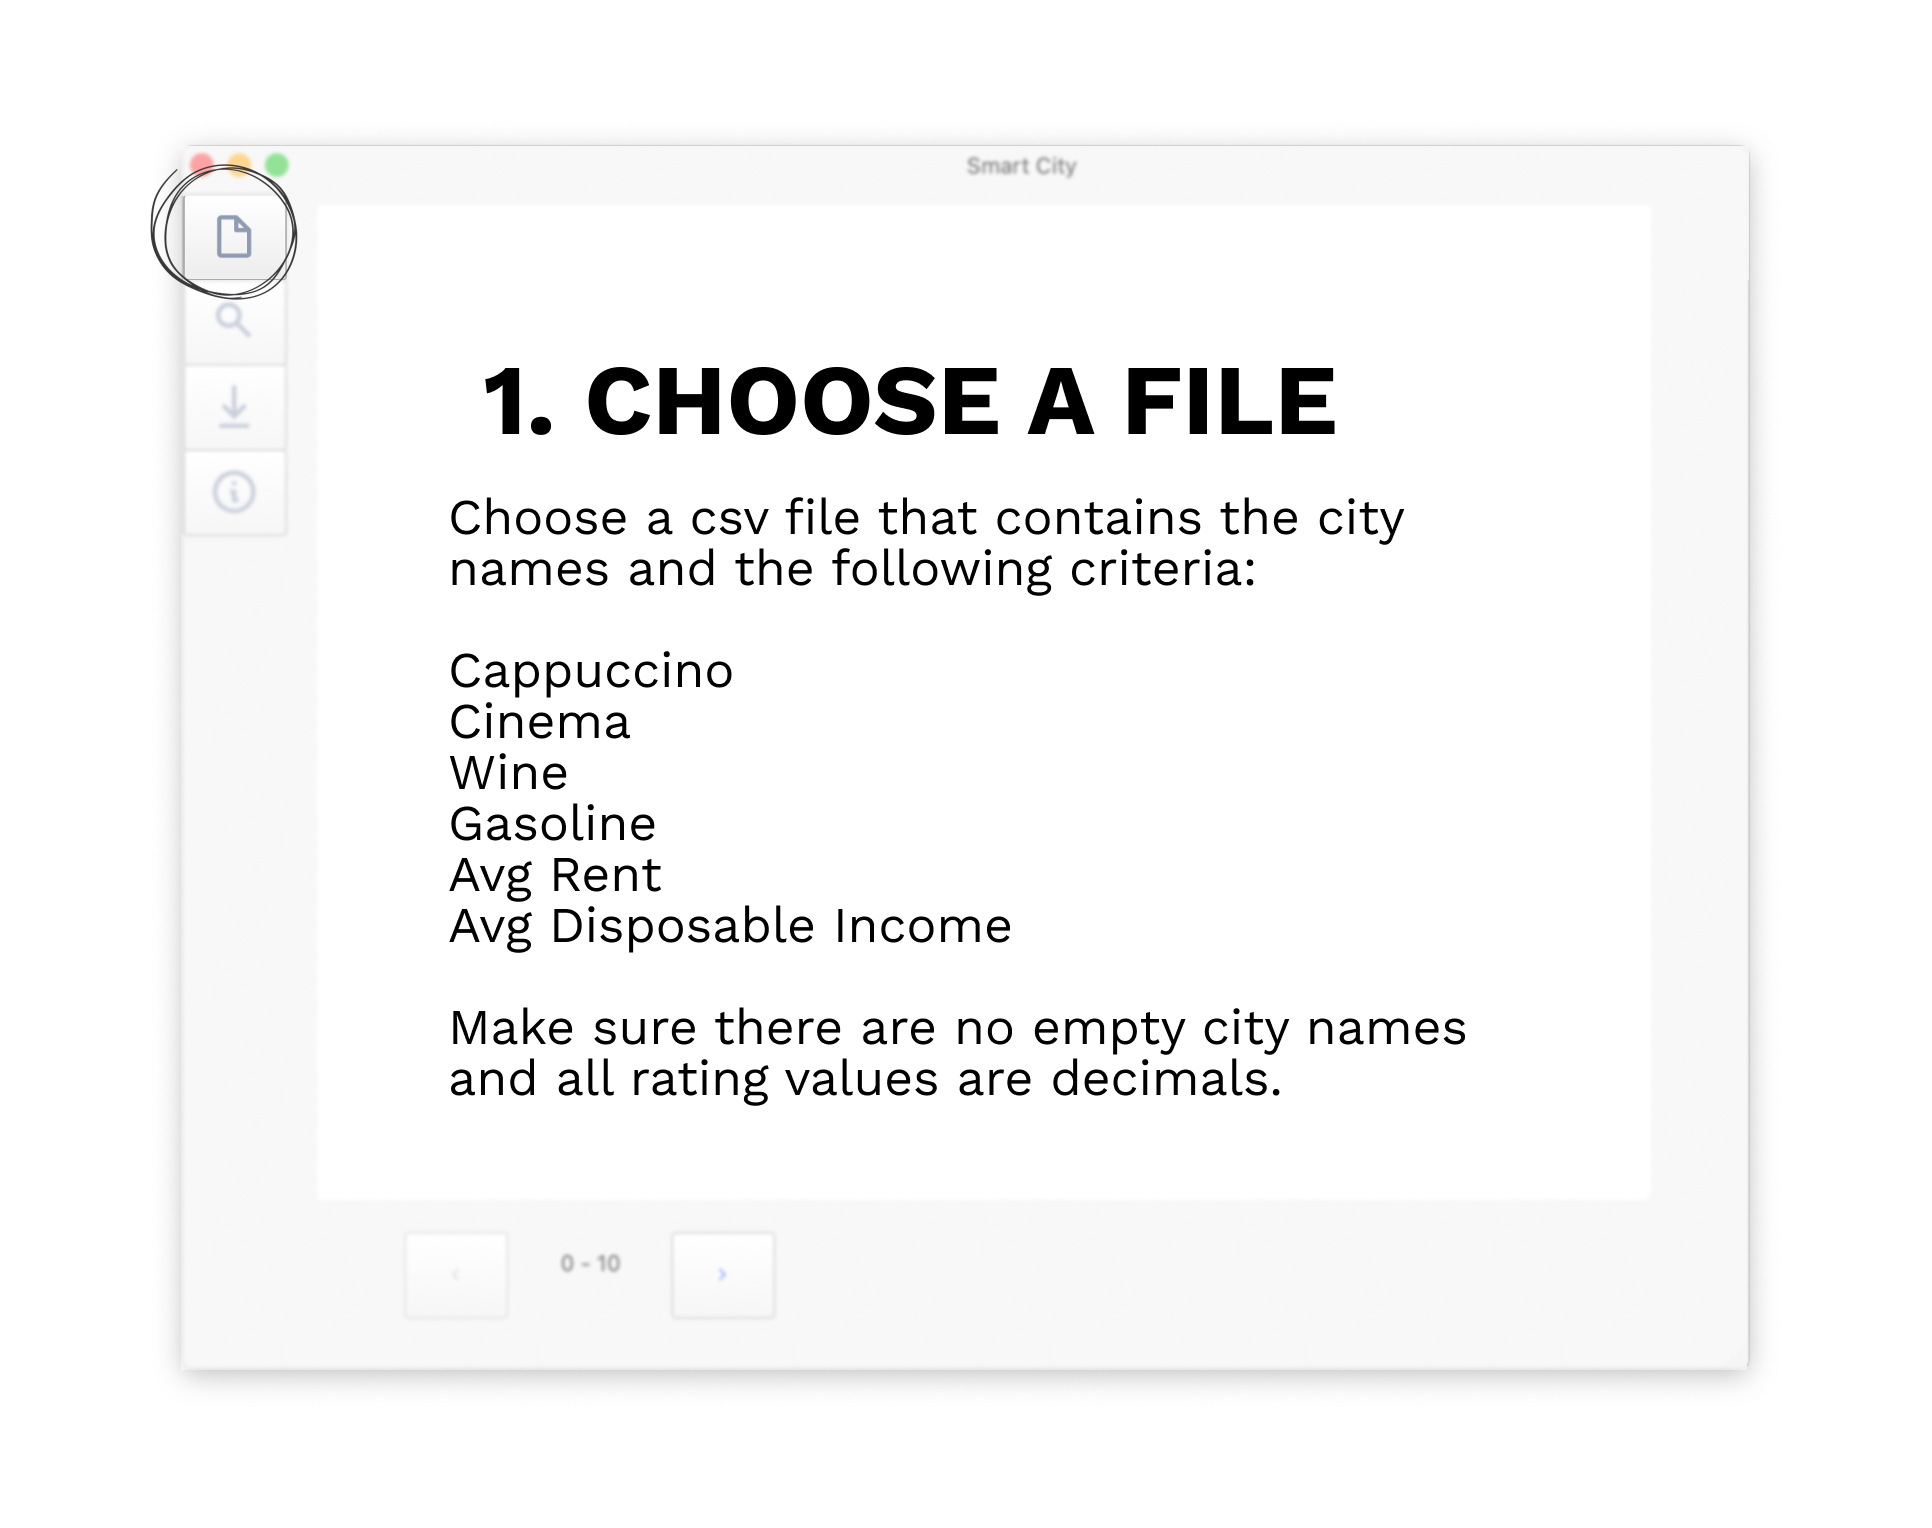 Smart City
1. CHOOSE A FILE
Choose a csv file that contains the city
names and the following criteria:
Cappuccino
Cinema
Wine
Gasoline
Avg Rent
Avg Disposable Income
Make sure there are no empty city names
and all rating values are decimals.
0 - 10